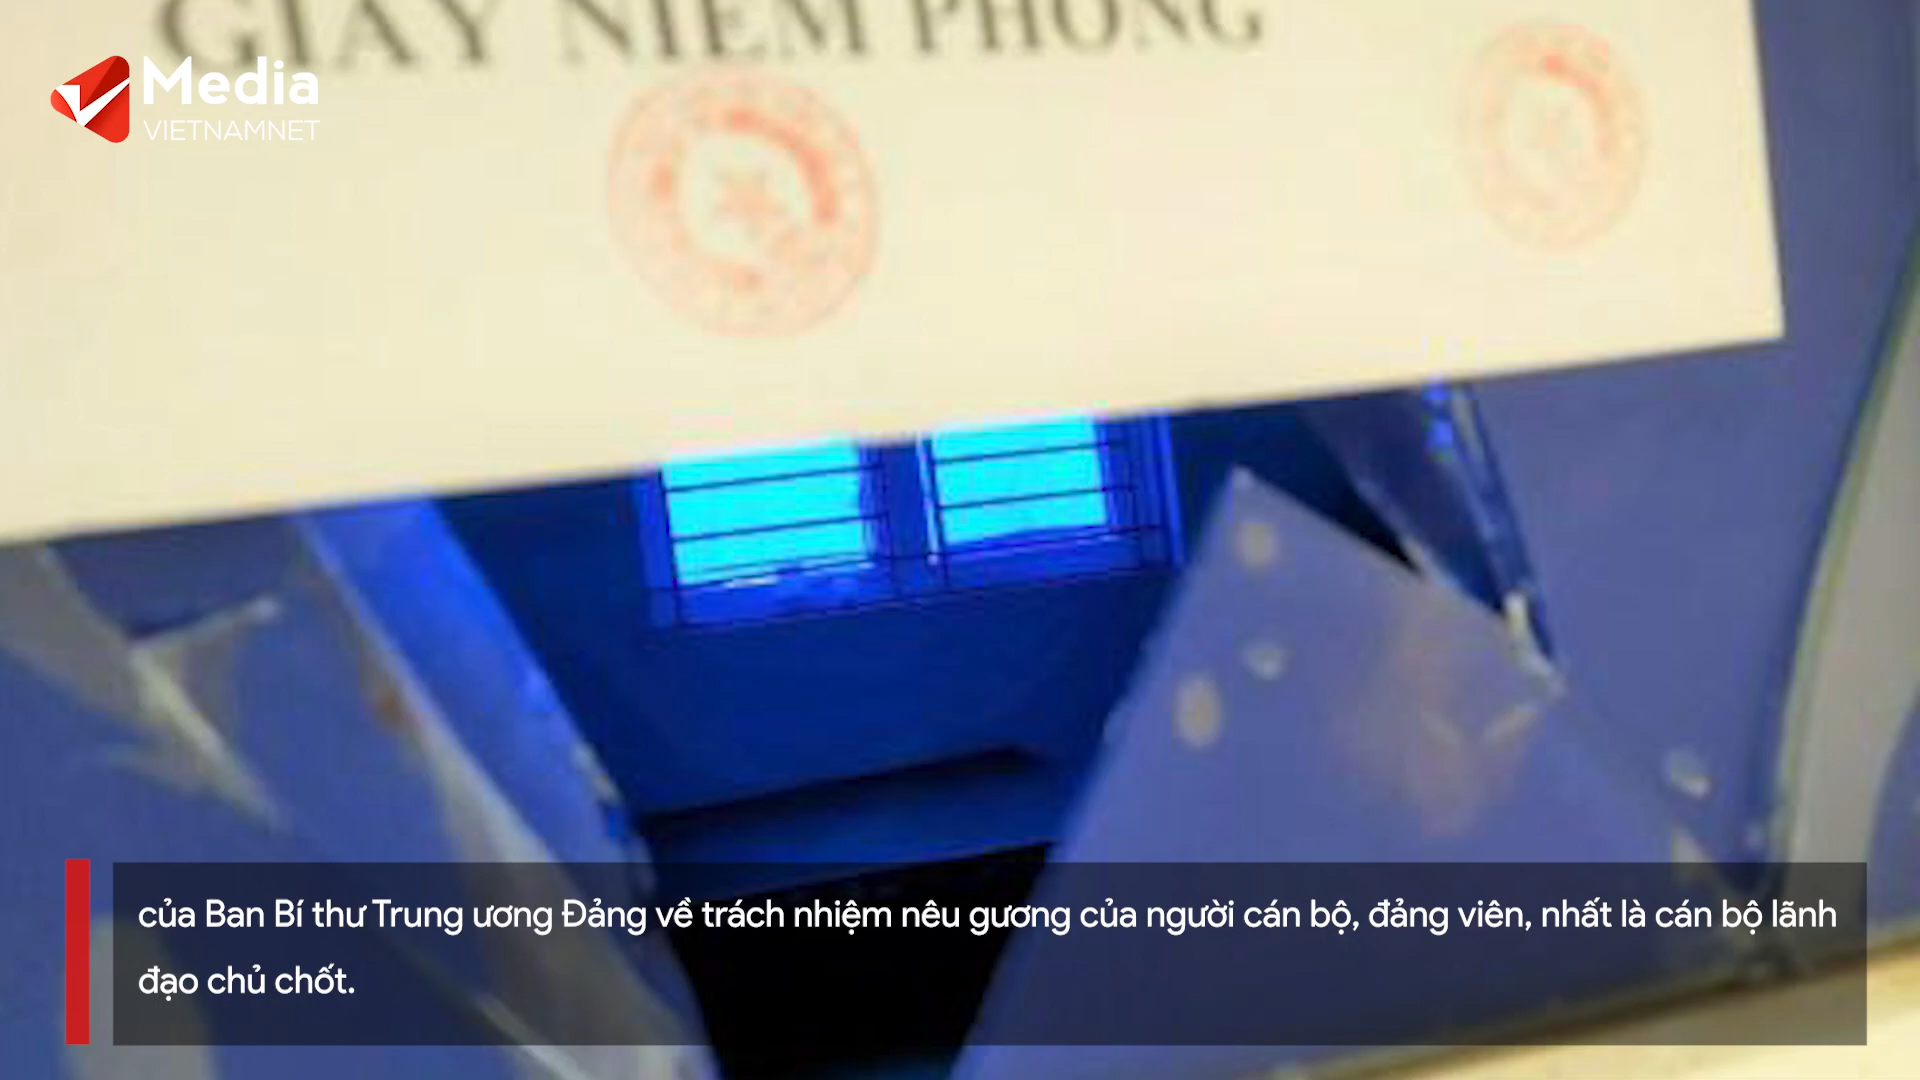 GIẤY NIÊM PHONG
Media
VIETNAMNET
của Ban Bí thư Trung ương Đảng về trách nhiệm nêu gương của người cán bộ, đảng viên, nhất là cán bộ lãnh
đạo chủ chốt.